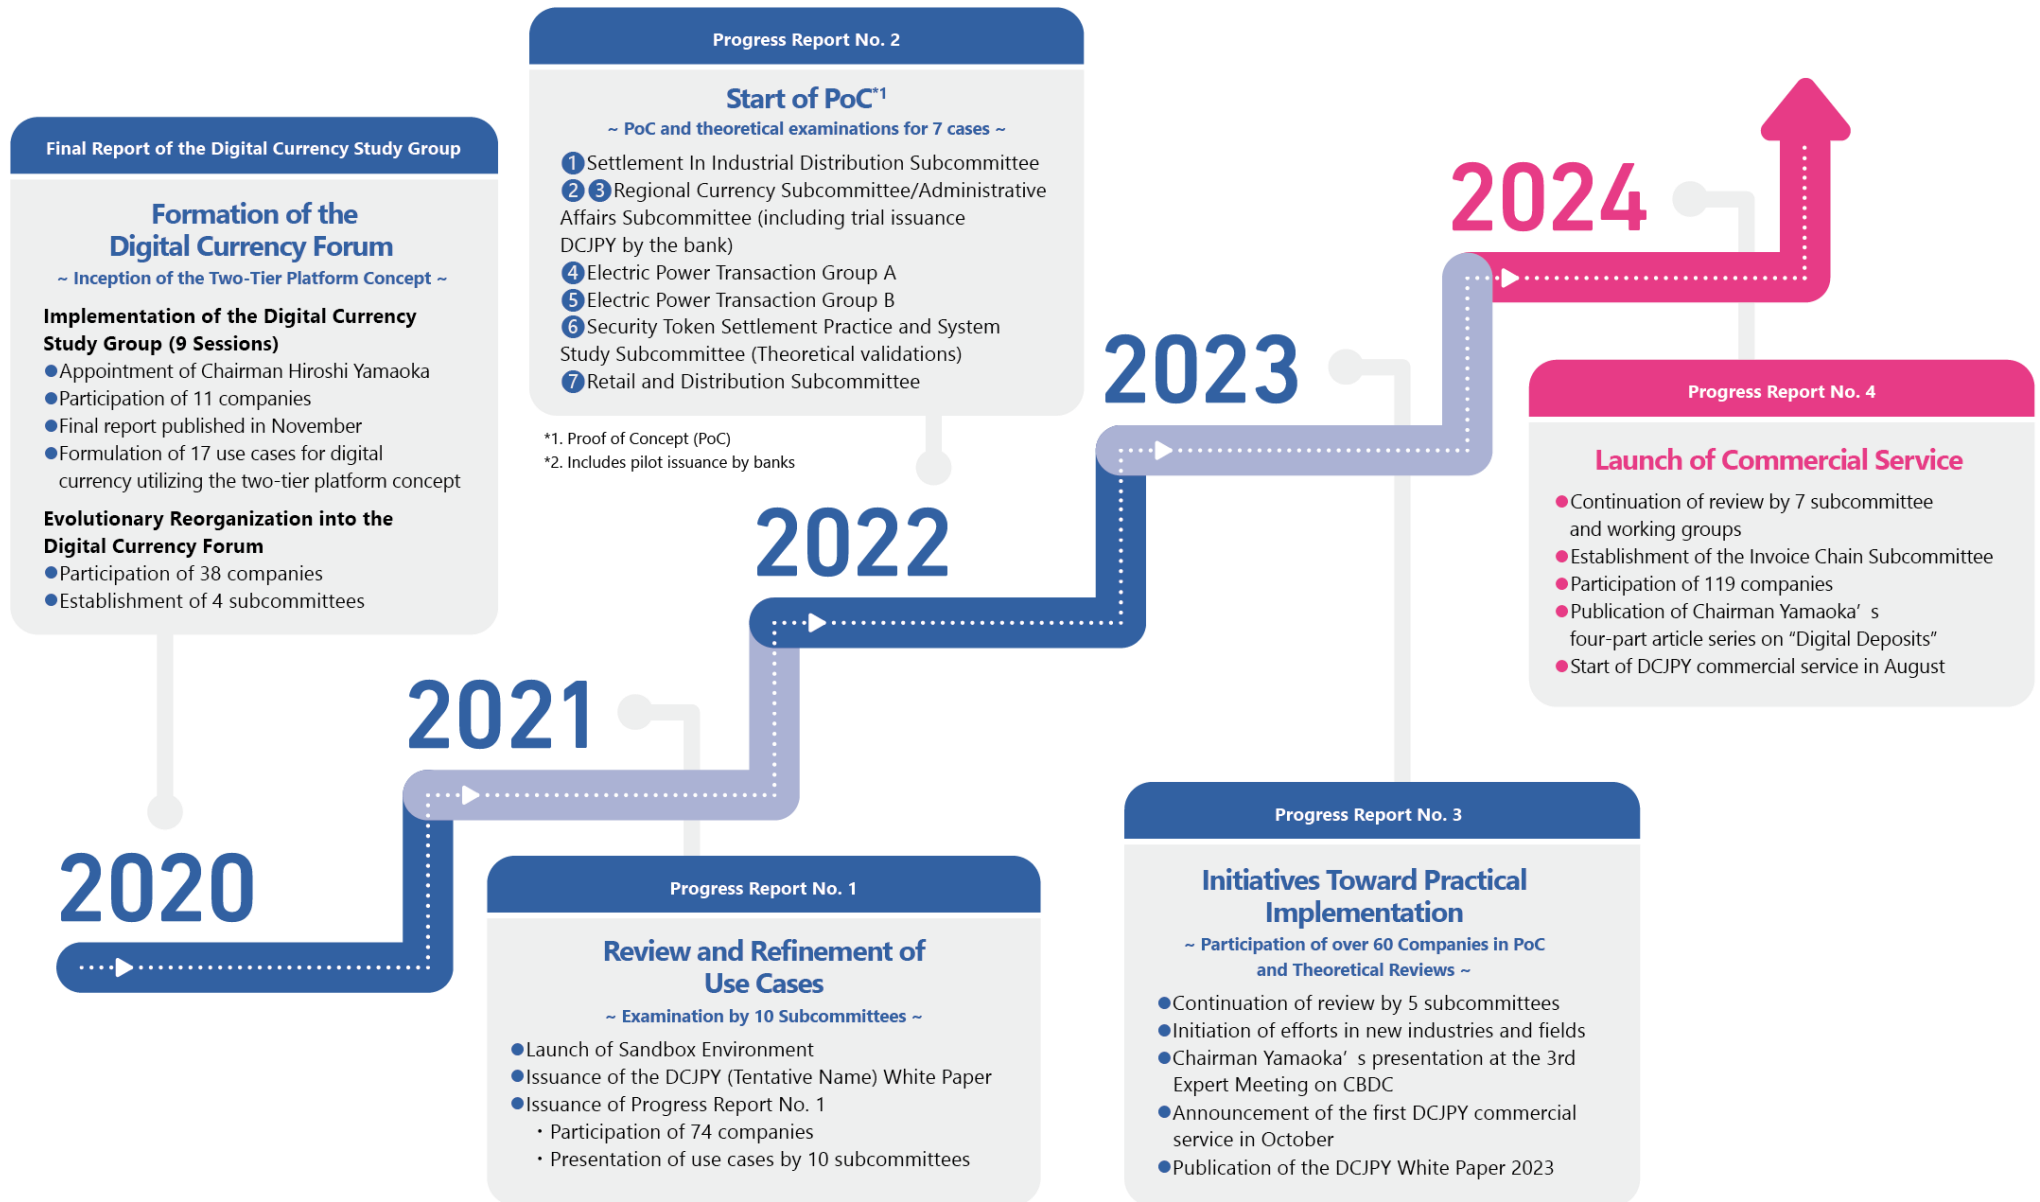 Final Report of the Digital Currency Study Group
Formation of the
Digital Currency Forum
~ Inception of the Two-Tier Platform Concept ~
Implementation of the Digital Currency
Study Group (9 Sessions)
●Appointment of Chairman Hiroshi Yamaoka
●Participation of 11 companies
●Final report published in November
●Formulation of 17 use cases for digital
currency utilizing the two-tier platform concept
Evolutionary Reorganization into the
Digital Currency Forum
●Participation of 38 companies
●Establishment of 4 subcommittees
2020
2021
Progress Report No. 1
Review and Refinement of
Use Cases
~ Examination by 10 Subcommittees ~
●Launch of Sandbox Environment
●Issuance of the DCJPY (Tentative Name) White Paper
●Issuance of Progress Report No. 1
・Participation of 74 companies
・Presentation of use cases by 10 subcommittees
Progress Report No. 2
Start of PoC*1
~ PoC and theoretical examinations for 7 cases ~
❶Settlement In Industrial Distribution Subcommittee
❷❸Regional Currency Subcommittee/Administrative
Affairs Subcommittee (including trial issuance
DCJPY by the bank)
❹Electric Power Transaction Group A
❺Electric Power Transaction Group B
❻Security Token Settlement Practice and System
Study Subcommittee (Theoretical validations)
❼Retail and Distribution Subcommittee
*1. Proof of Concept (PoC)
*2. Includes pilot issuance by banks
2022
2023
Progress Report No. 3
Initiatives Toward Practical
Implementation
~ Participation of over 60 Companies in PoC
and Theoretical Reviews ~
●Continuation of review by 5 subcommittees
●Initiation of efforts in new industries and fields
●Chairman Yamaoka’ s presentation at the 3rd
Expert Meeting on CBDC
●Announcement of the first DCJPY commercial
service in October
●Publication of the DCJPY White Paper 2023
2024
Progress Report No. 4
Launch of Commercial Service
●Continuation of review by 7 subcommittee
and working groups
●Establishment of the Invoice Chain Subcommittee
●Participation of 119 companies
●Publication of Chairman Yamaoka’ s
four-part article series on “Digital Deposits”
●Start of DCJPY commercial service in August